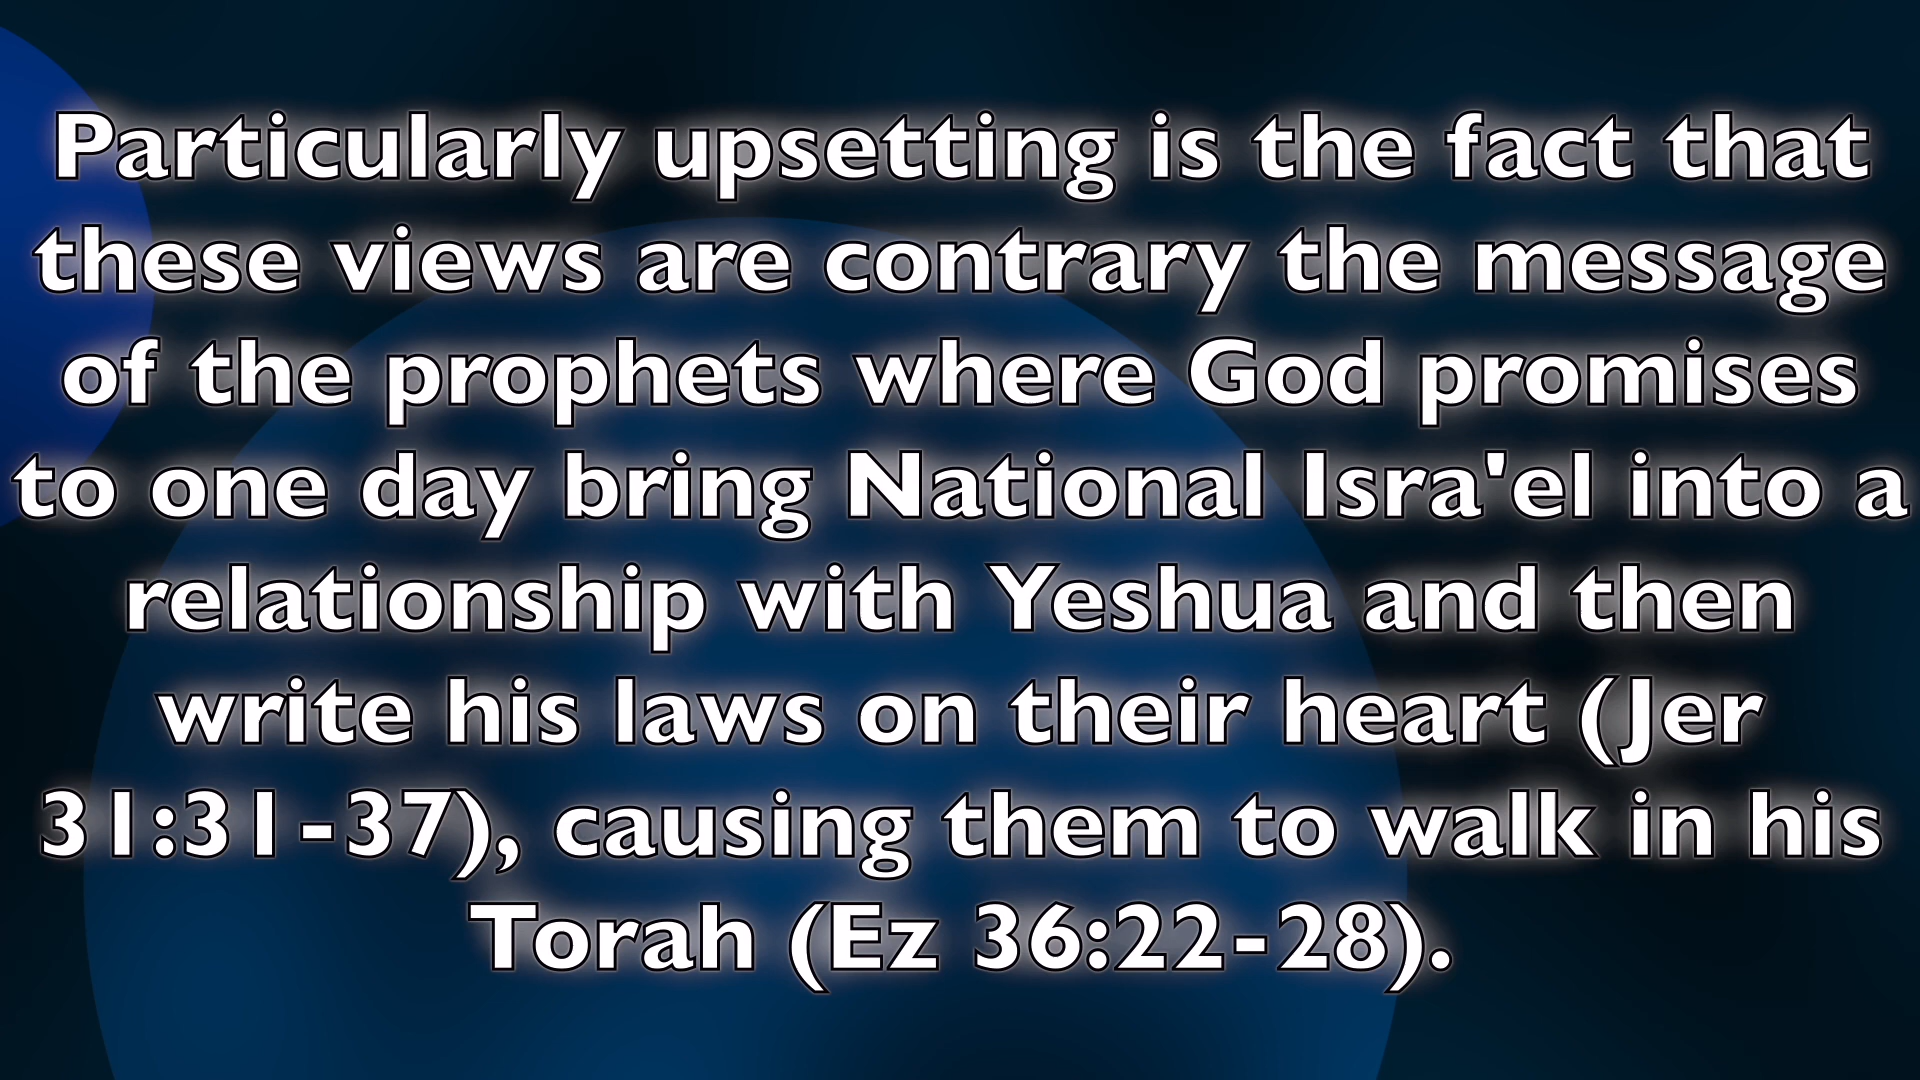 Particularly upsetting is the fact that
these views are contrary the message
of the prophets where God promises
to one day bring National Isra'el into a
relationship with Yeshua and then
write his laws on their heart (Jer
31:31-37), causing them to walk in his
Torah (Ez 36:22-28).